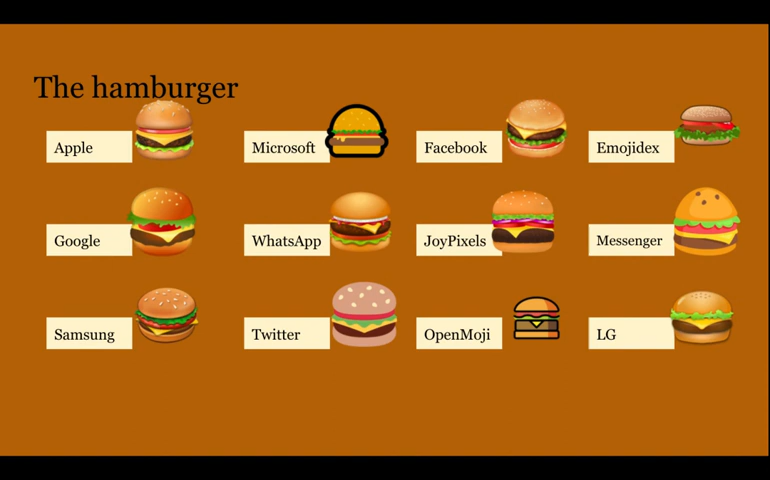 The hamburger
Apple
Microsoft
Facebook
Emojidex
Google
WhatsApp
JoyPixels
Messenger
Samsung
Twitter
OpenMoji
LG